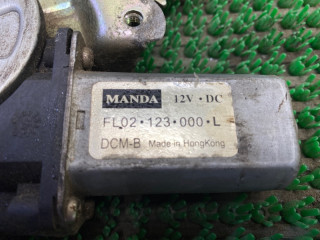 MANDA 12V・DC
FL02・123・000・L
DCM-B Made in HongKong